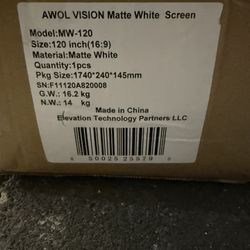 AWOL VISION Matte White Screen
Model:MW-120
Size:120 inch(16:9)
Material:Matte White
Quantity:1pcs
Pkg Size:1740*240*145mm
SN:F11120A820008
G.W.: 16.2 kg
N.W.: 14 kg
Made in China
Elevation Technology Partners LLC